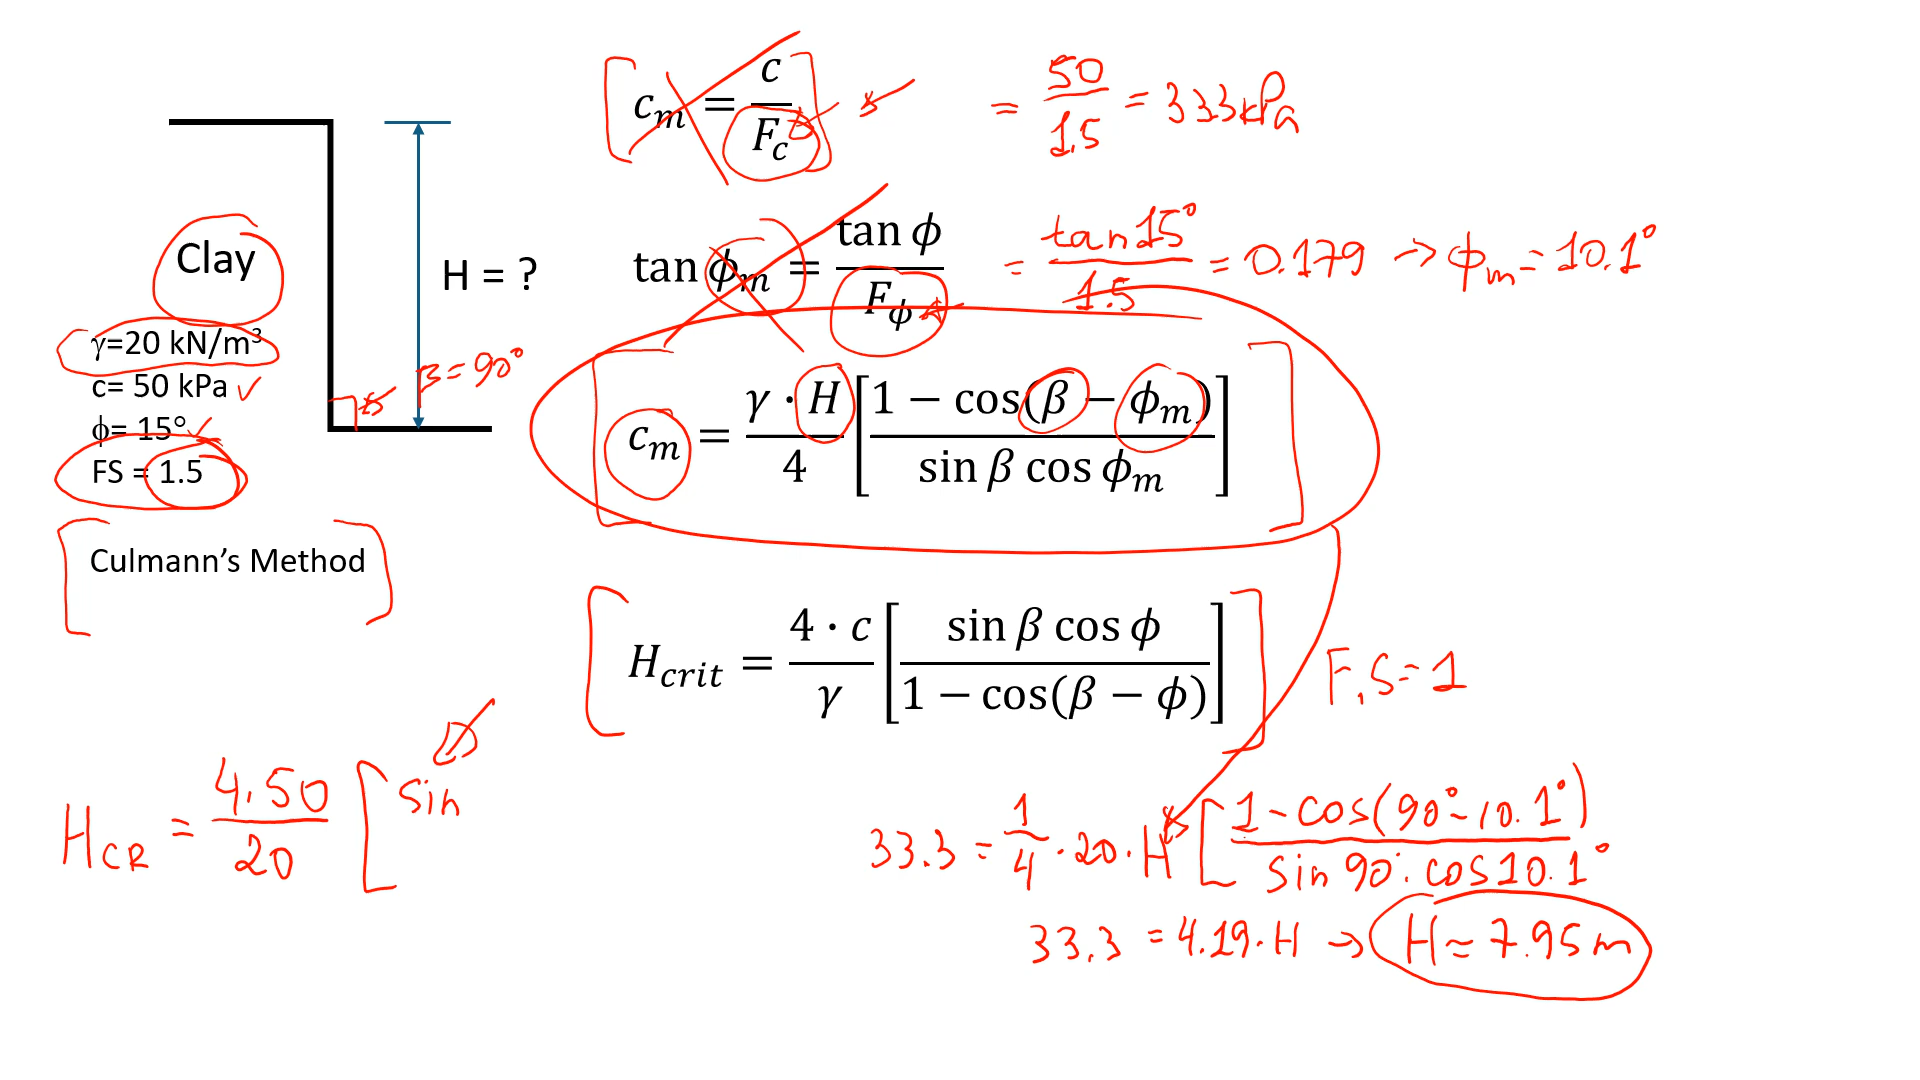 c_m = c / F_c = 50 / 1.5 = 33.3 kPa
tan ϕ_m = tan ϕ / F_ϕ = tan 15° / 1.5 = 0.179 → ϕ_m = 10.1°
Clay
H = ?
γ=20 kN/m³
c= 50 kPa ✓
ϕ= 15° ✓
FS = 1.5
β = 90°
c_m = γ · H / 4 [ 1 − cos(β − ϕ_m) / sin β cos ϕ_m ]
Culmann’s Method
H_crit = 4 · c / γ [ sin β cos ϕ / 1 − cos(β − ϕ) ]
F.S = 1
H_CR = 4.50 / 20 [ sin
33.3 = 1/4 · 20 · H [ 1 - cos(90° - 10.1°) / sin 90° . cos 10.1°
33.3 = 4.19 · H → H ≈ 7.95 m